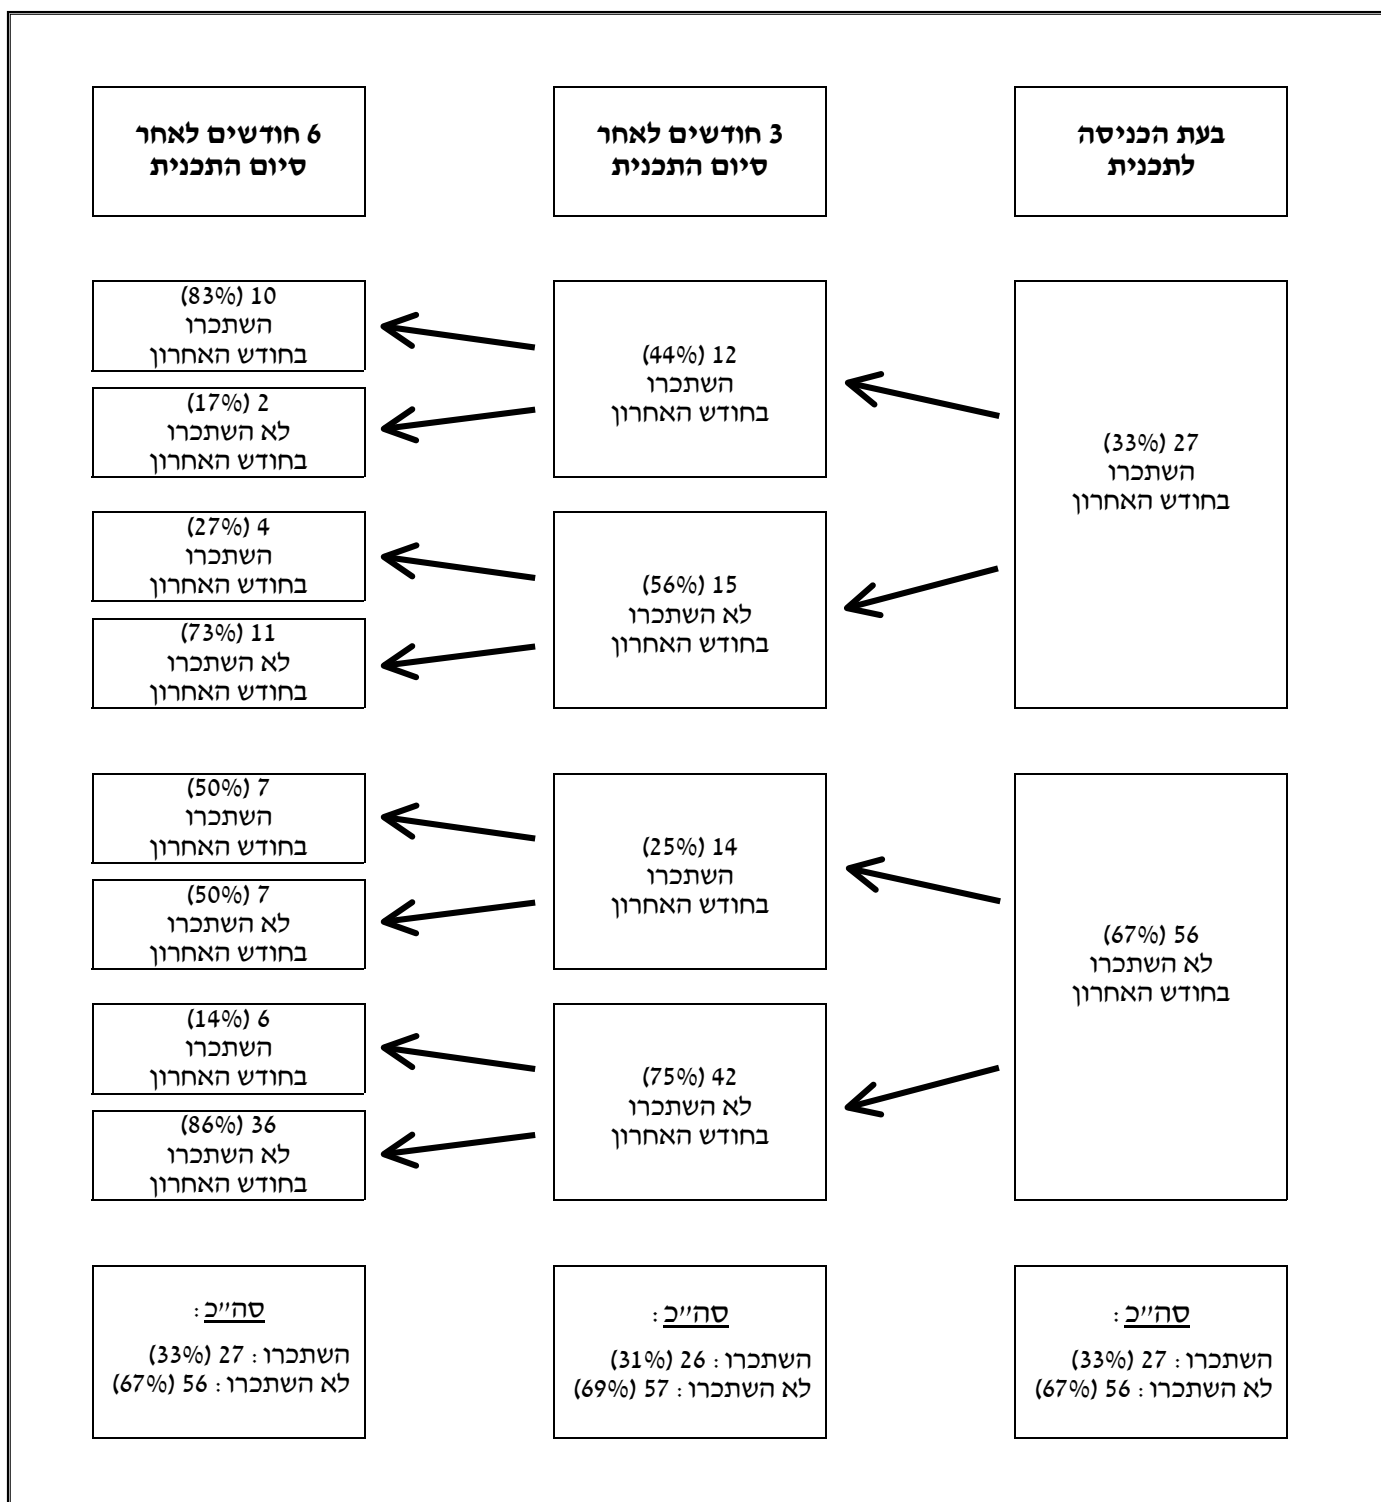 בעת הכניסה
לתכנית
3 חודשים לאחר
סיום התכנית
6 חודשים לאחר
סיום התכנית
27 (33%)
השתכרו
בחודש האחרון
12 (44%)
השתכרו
בחודש האחרון
10 (83%)
השתכרו
בחודש האחרון
2 (17%)
לא השתכרו
בחודש האחרון
15 (56%)
לא השתכרו
בחודש האחרון
4 (27%)
השתכרו
בחודש האחרון
11 (73%)
לא השתכרו
בחודש האחרון
56 (67%)
לא השתכרו
בחודש האחרון
14 (25%)
השתכרו
בחודש האחרון
7 (50%)
השתכרו
בחודש האחרון
7 (50%)
לא השתכרו
בחודש האחרון
42 (75%)
לא השתכרו
בחודש האחרון
6 (14%)
השתכרו
בחודש האחרון
36 (86%)
לא השתכרו
בחודש האחרון
סה״כ:
השתכרו: 27 (33%)
לא השתכרו: 56 (67%)
סה״כ:
השתכרו: 26 (31%)
לא השתכרו: 57 (69%)
סה״כ:
השתכרו: 27 (33%)
לא השתכרו: 56 (67%)